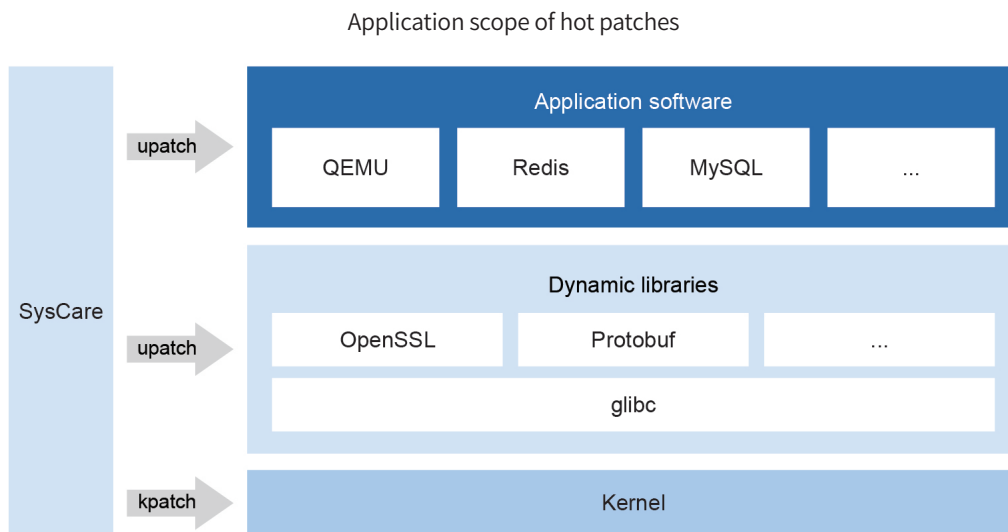 Application scope of hot patches
SysCare
upatch
Application software
QEMU
Redis
MySQL
...
upatch
Dynamic libraries
OpenSSL
Protobuf
...
glibc
kpatch
Kernel